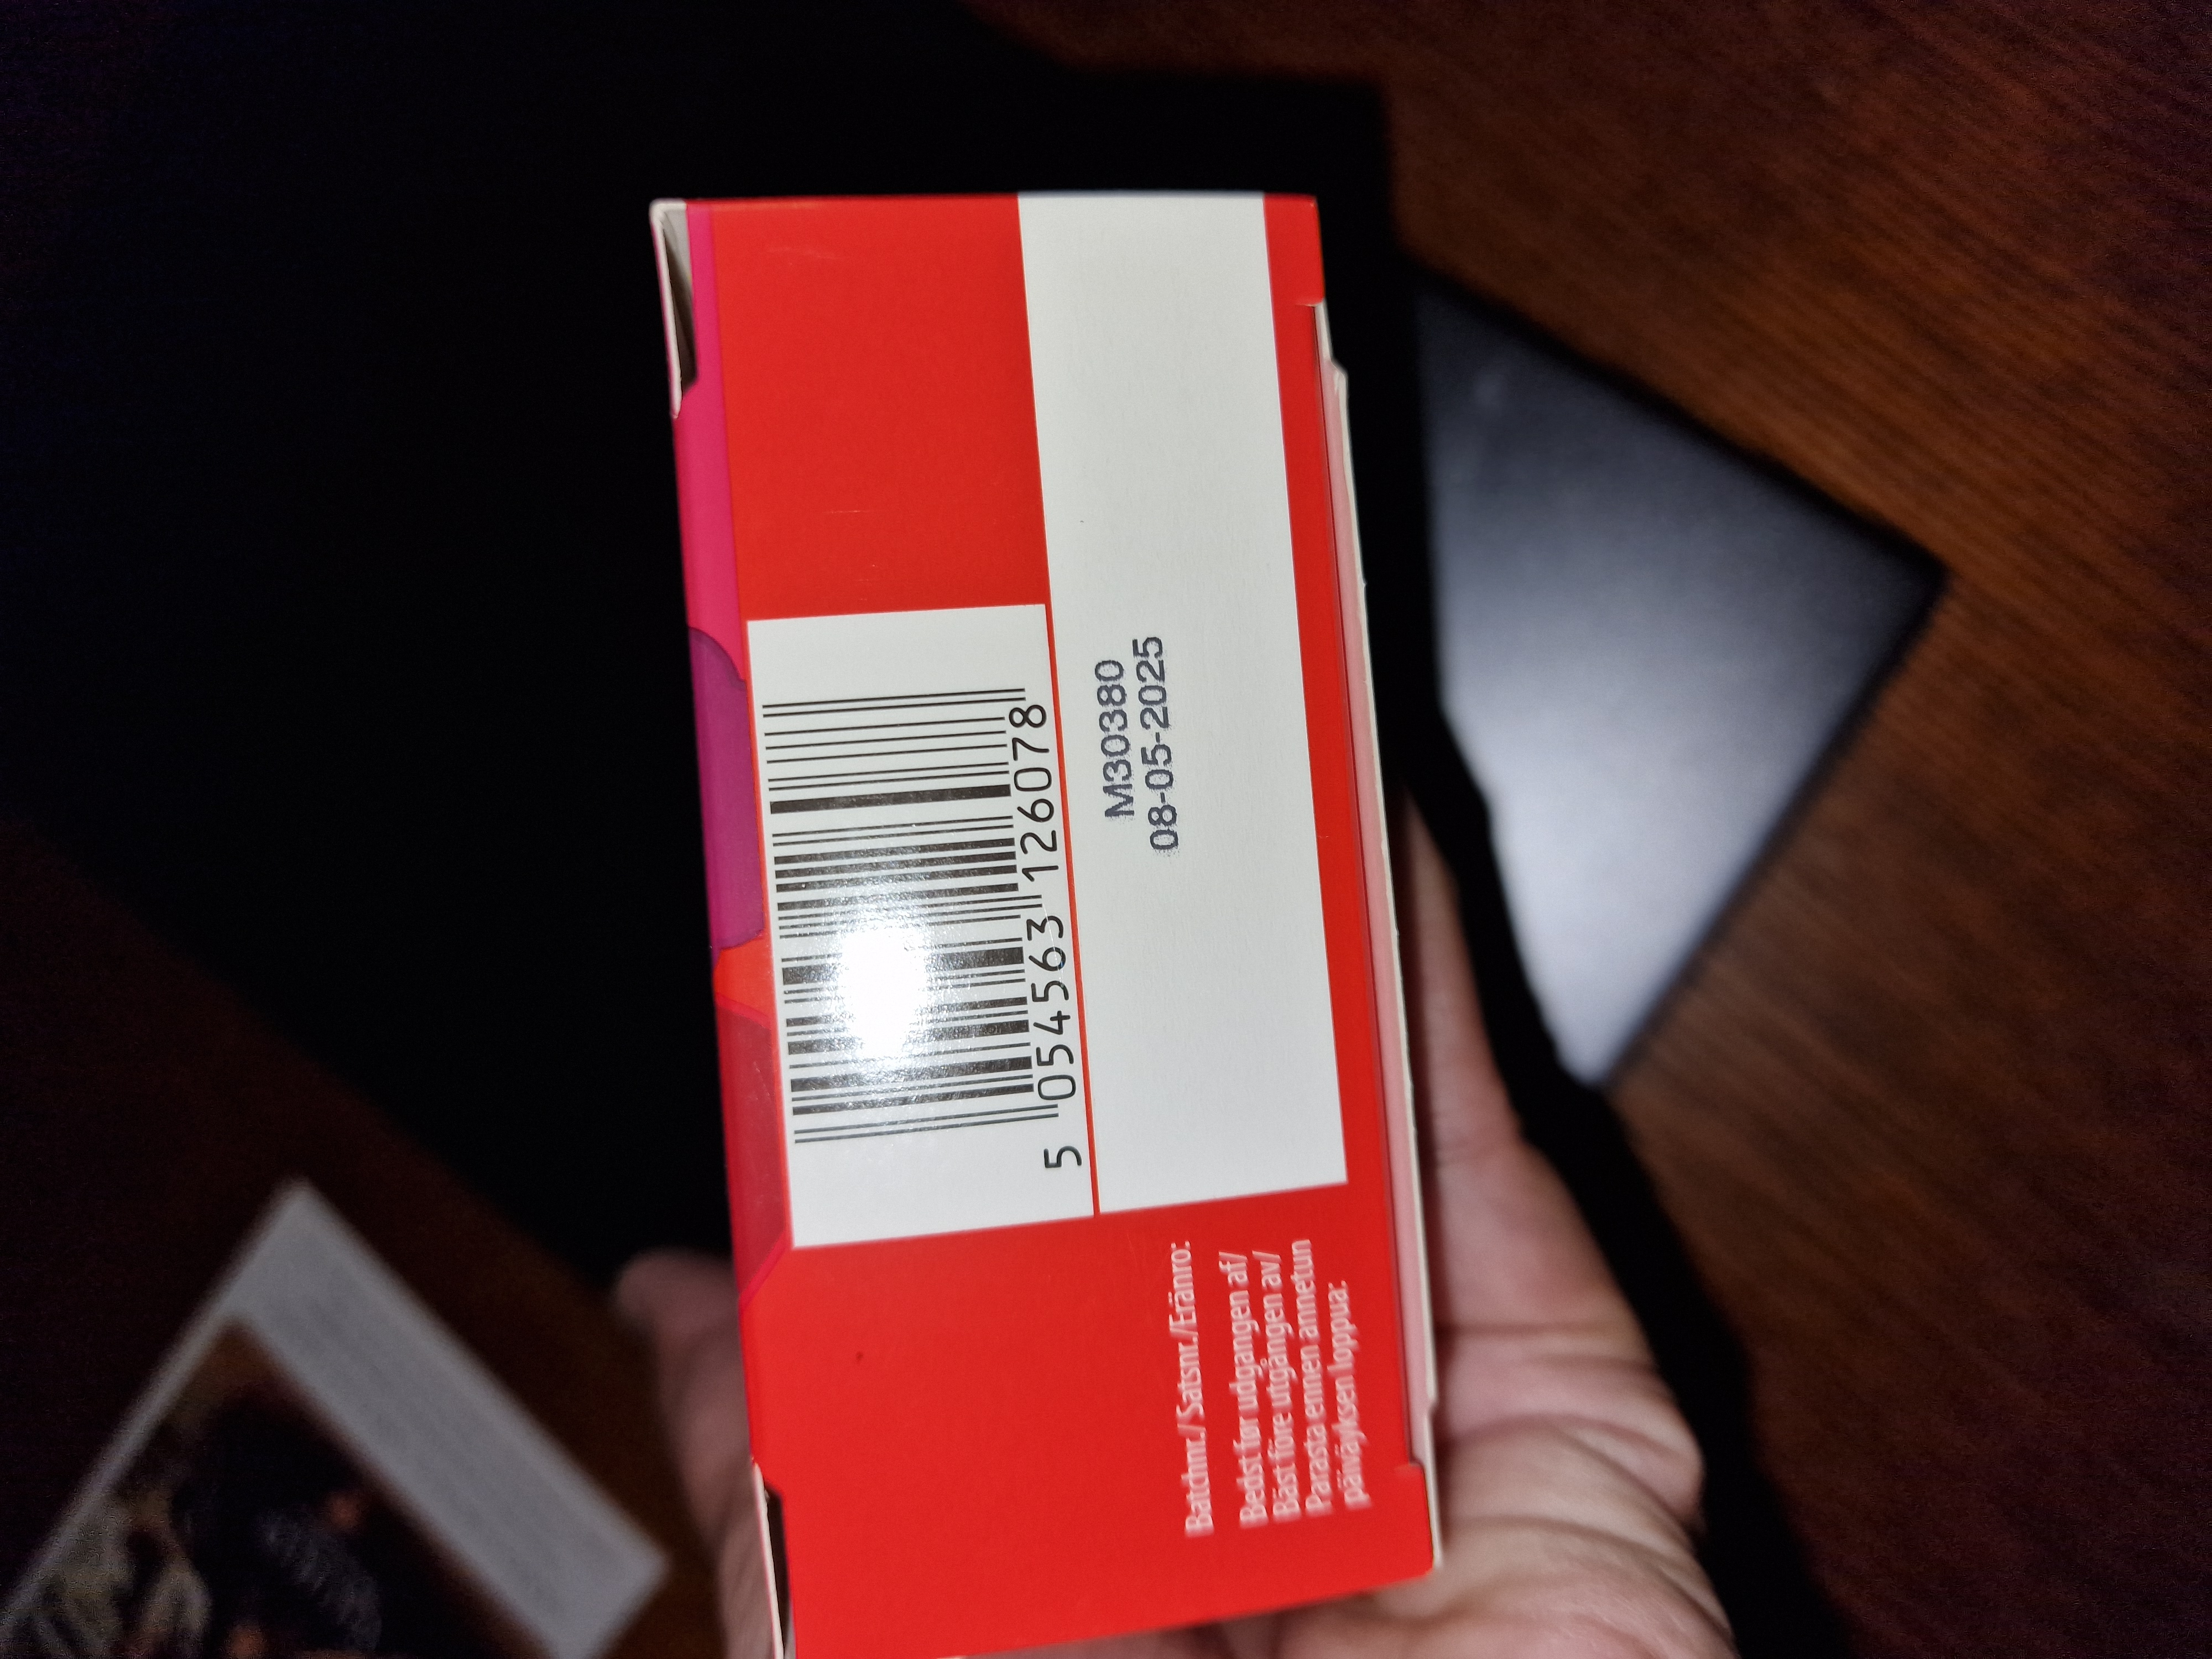 5 054563 126078
M30380
08-05-2025
Batchnr./Satsnr./Eränro:
Bedst før udgangen af/
Bäst före utgången av/
Parasta ennen annetun
päiväyksen loppua: